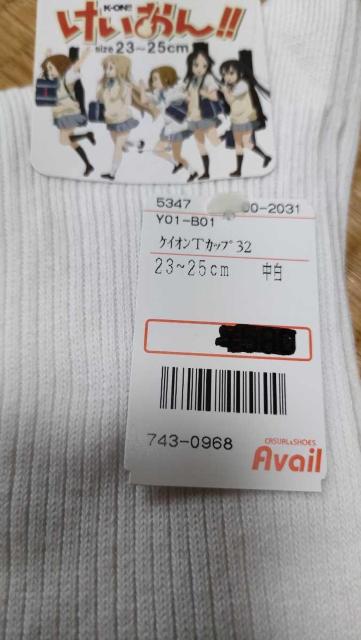 K-ON!!
けいおん!!
size 23~25cm
5347 00-2031
Y01-B01
ケイオンTカップ32
23~25cm 中白
743-0968
CASUAL&SHOES
Avail